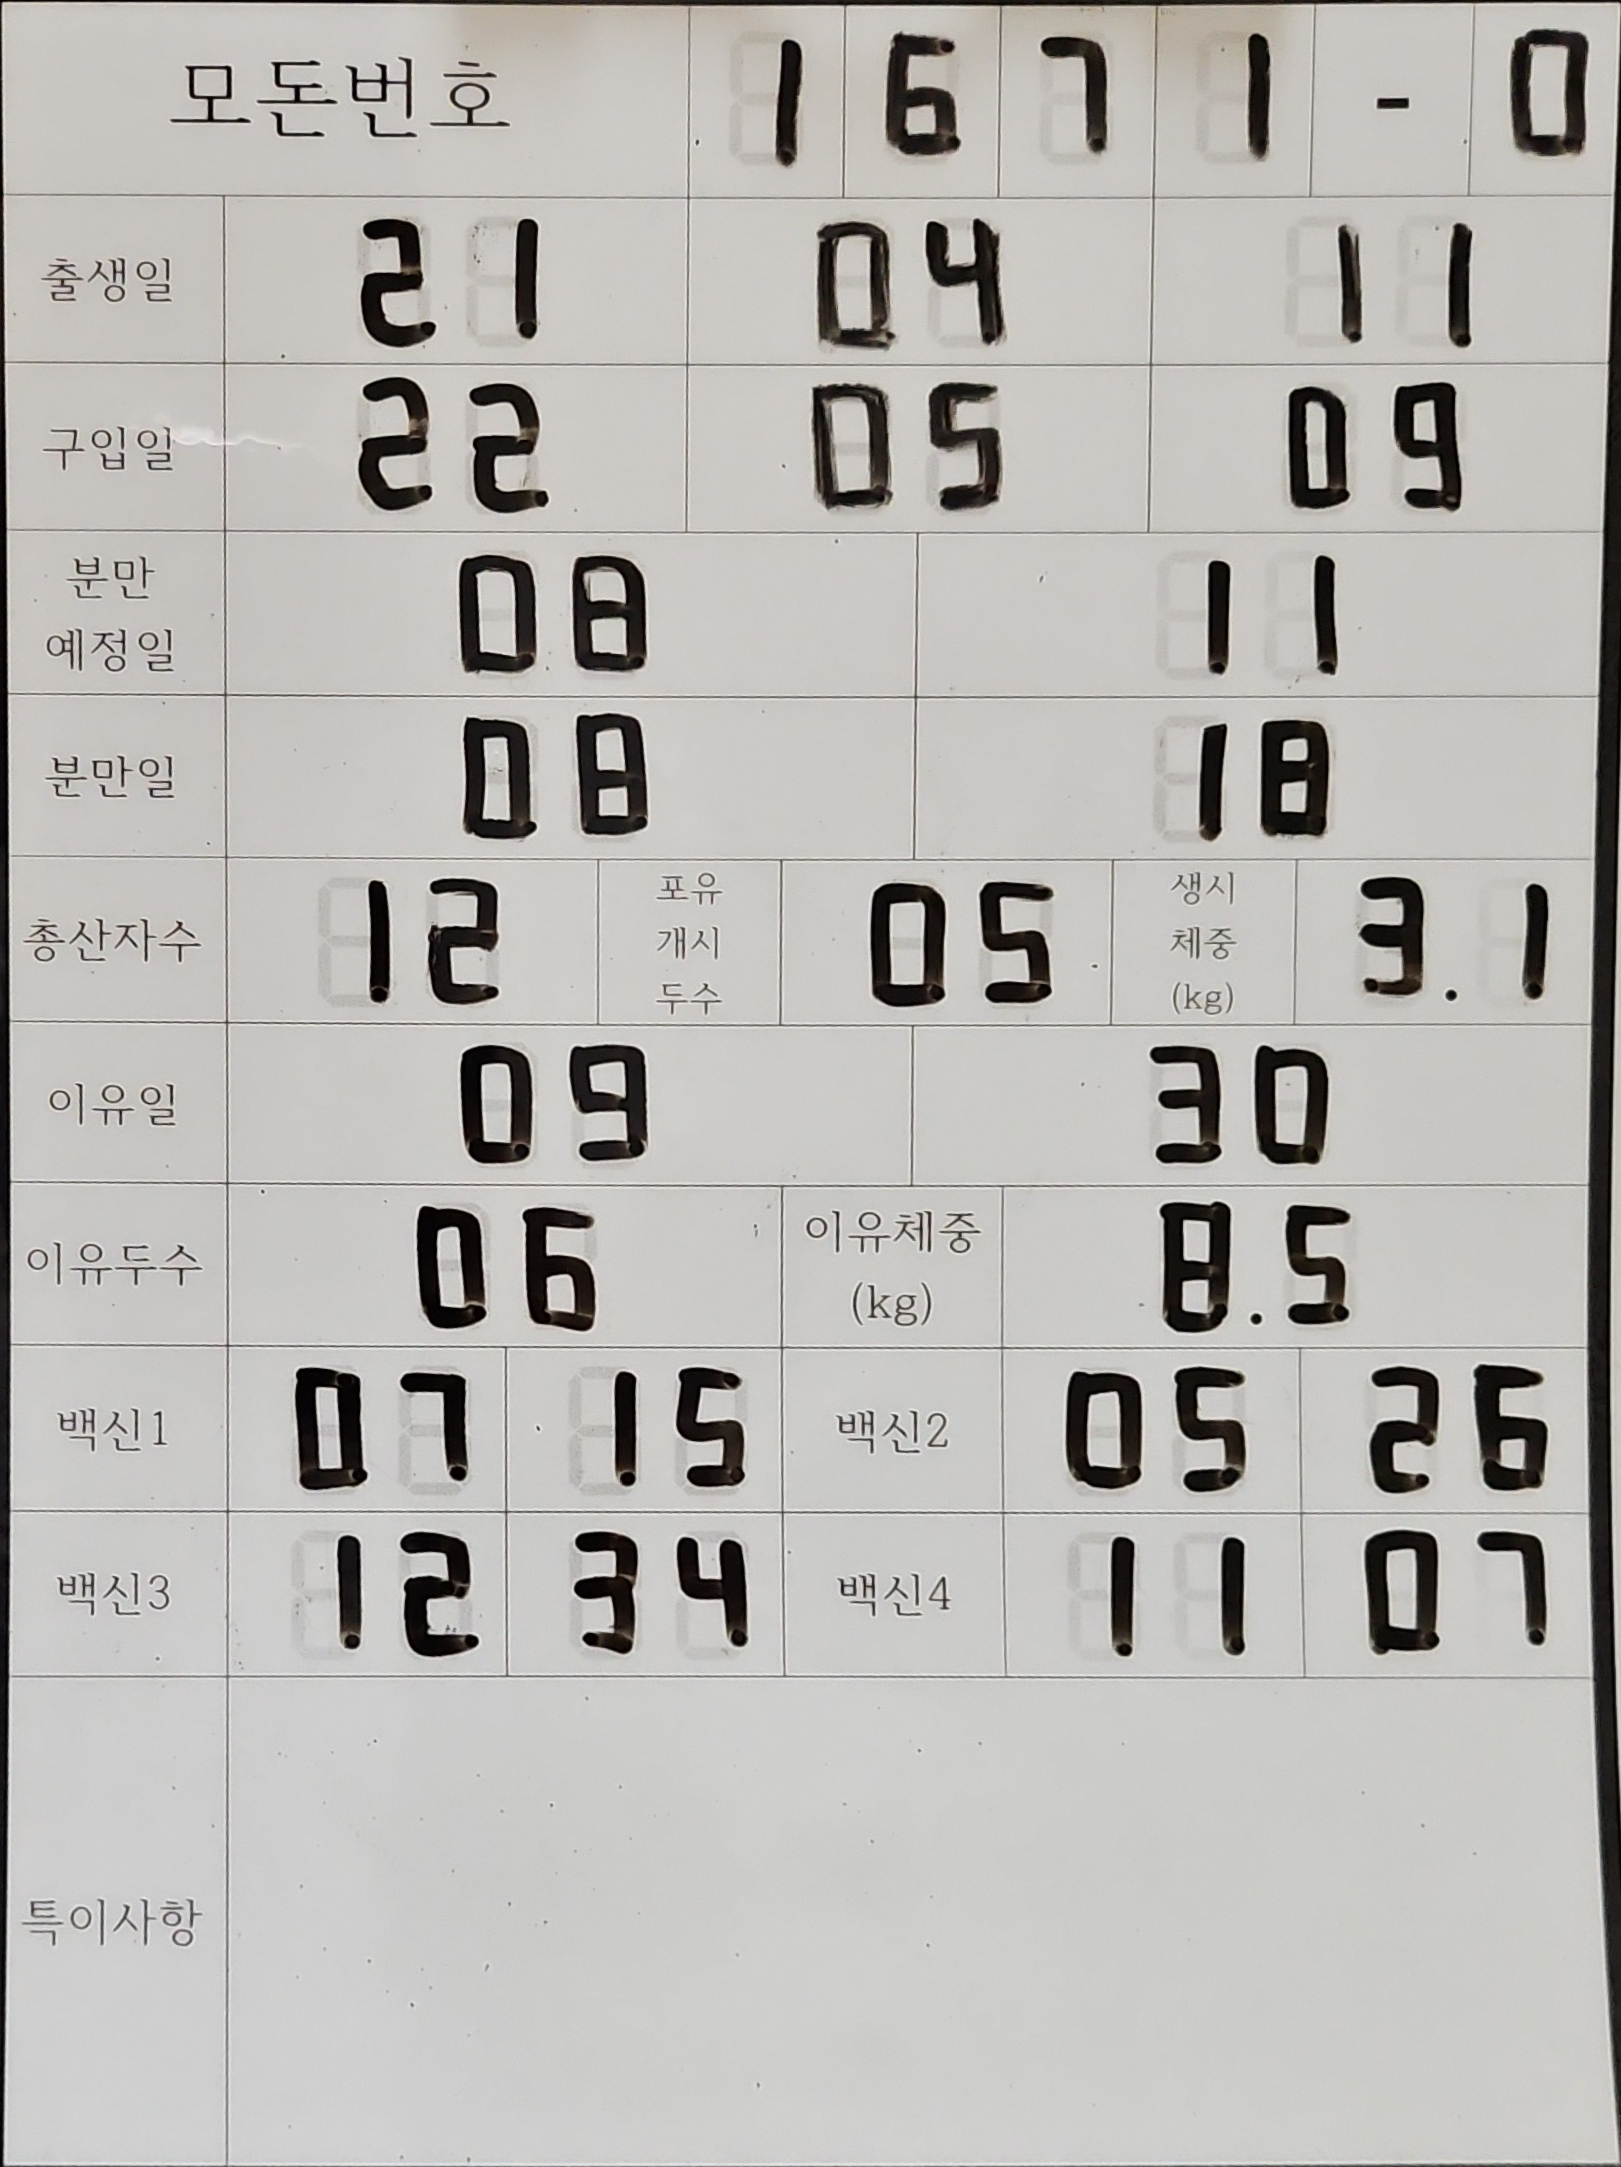 모돈번호 1671-0
출생일 21 04 11
구입일 22 05 09
분만 예정일 08 11
분만일 08 18
총산자수 12 포유 개시 두수 05 생시 체중 (kg) 3.1
이유일 09 30
이유두수 06 이유체중 (kg) 8.5
백신1 07 15 백신2 05 26
백신3 12 34 백신4 11 07
특이사항